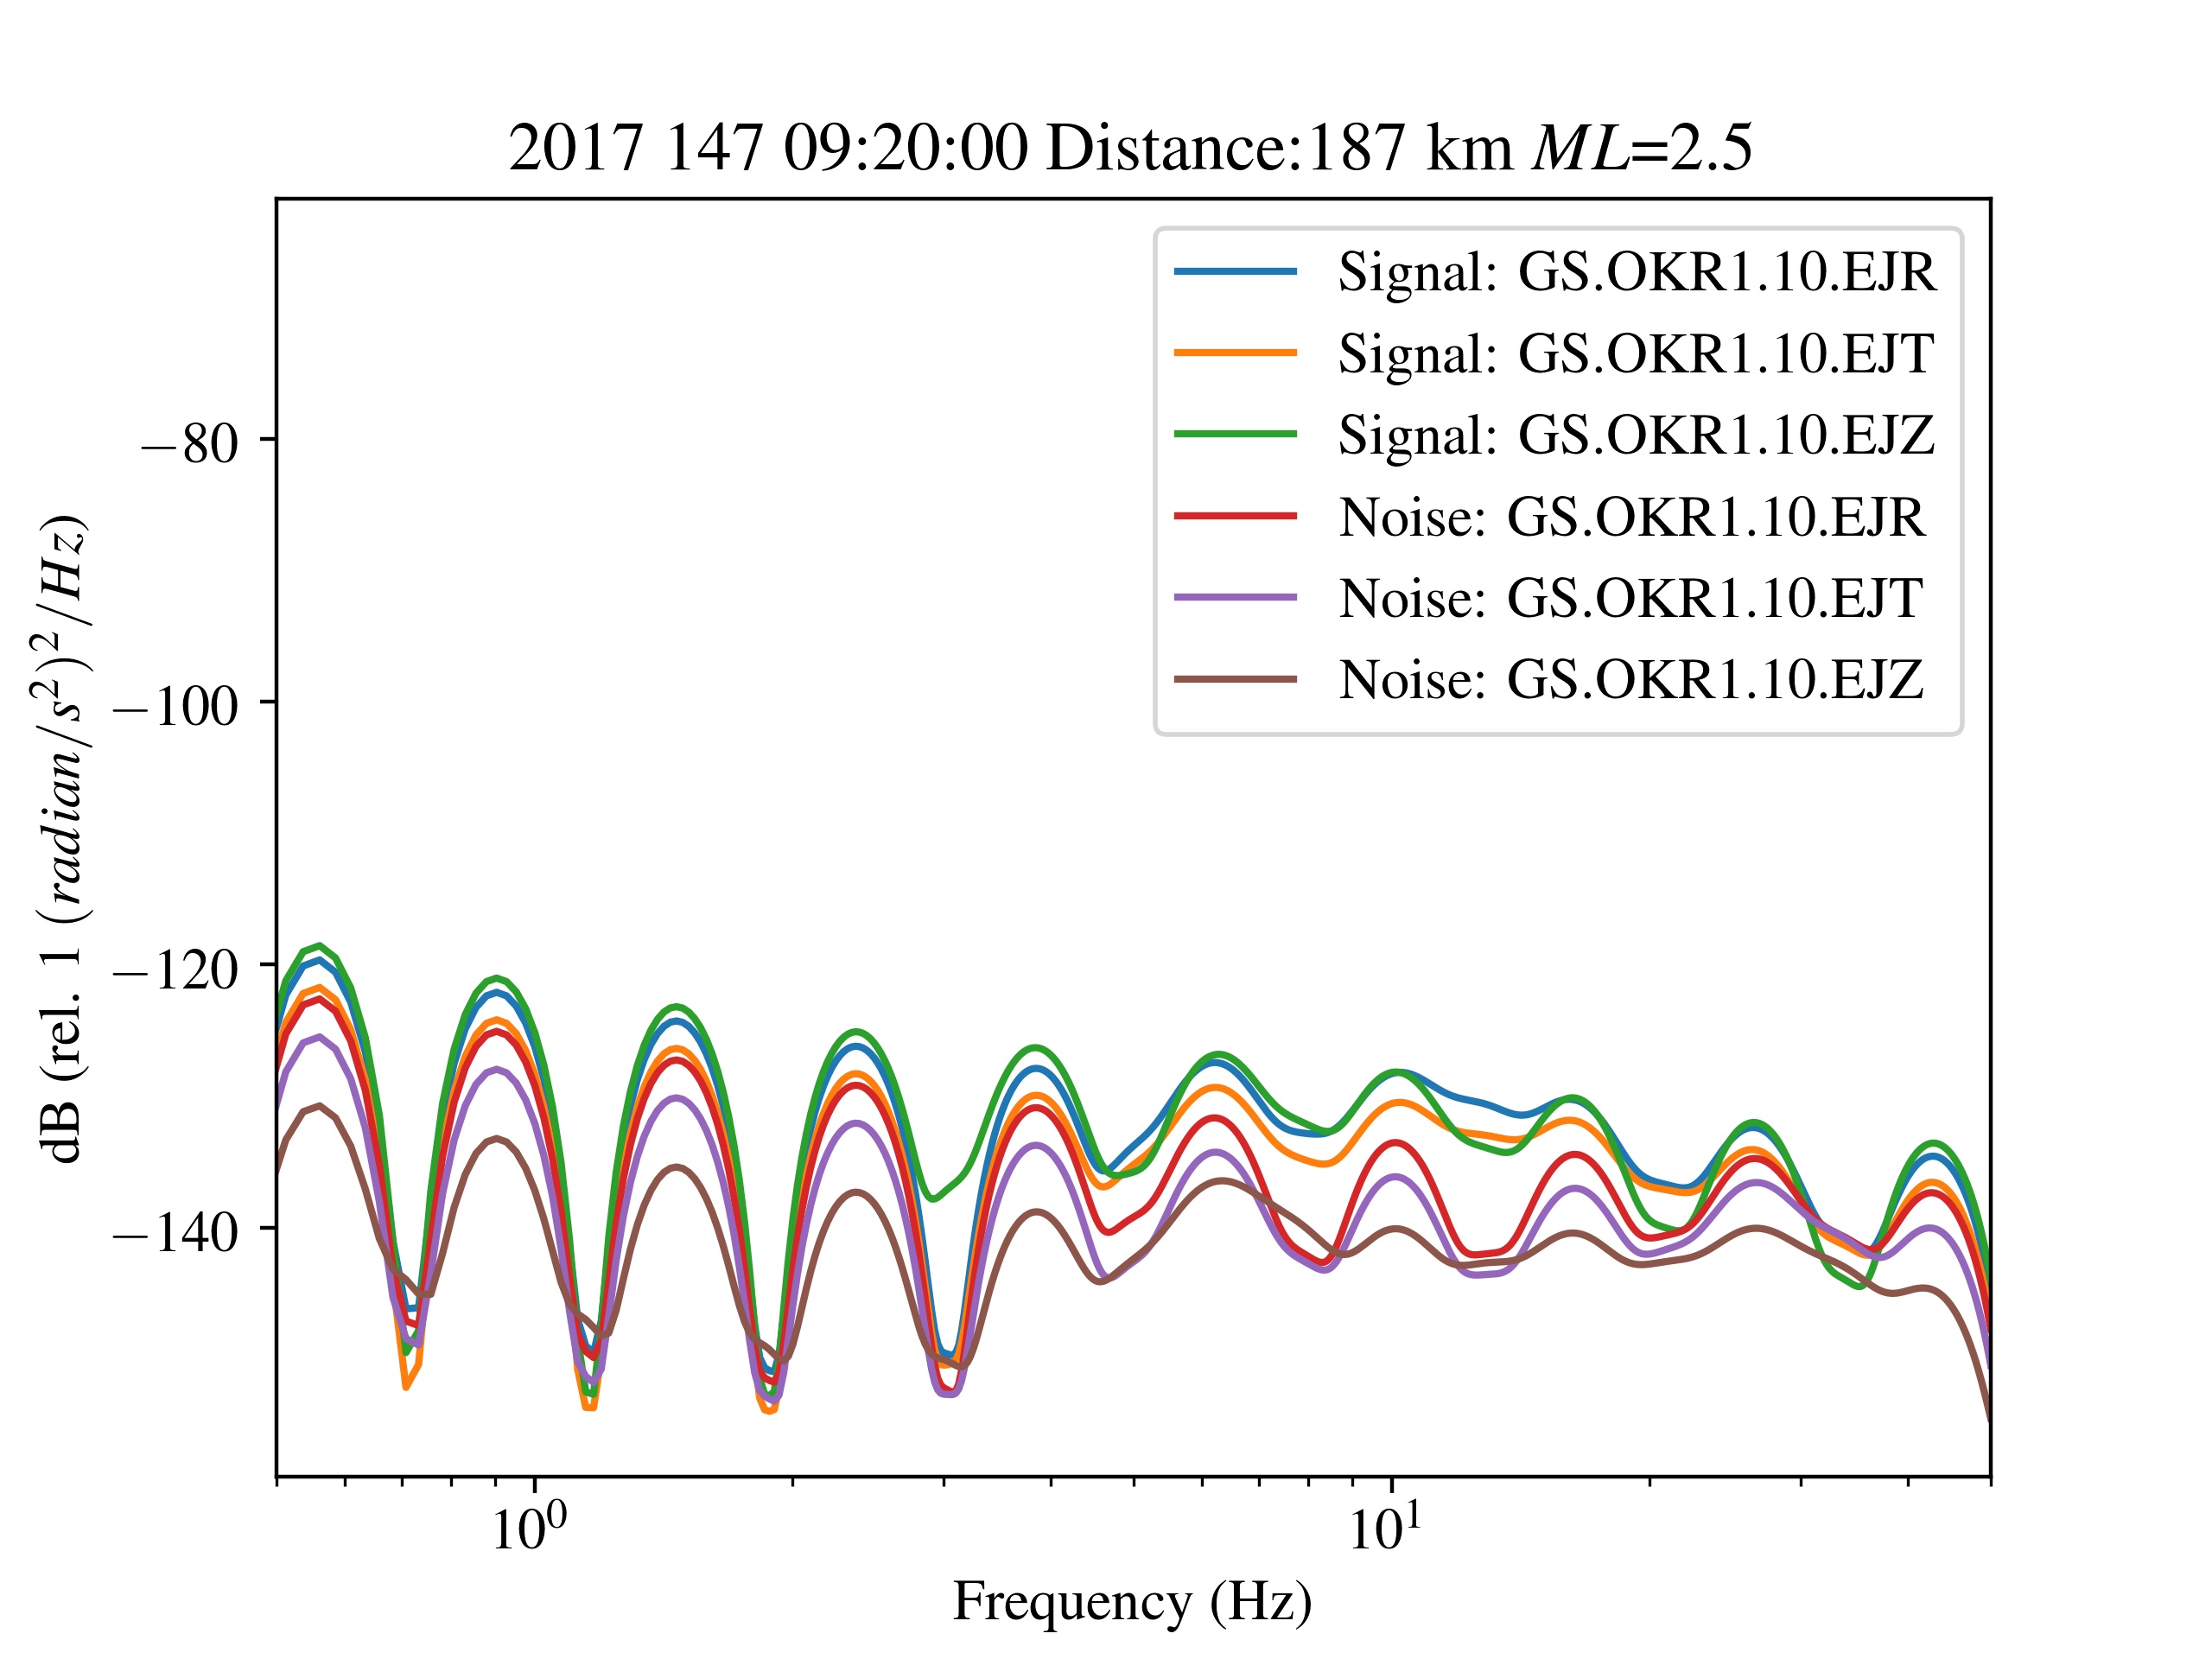 2017 147 09:20:00 Distance:187 km ML=2.5
dB (rel. 1 (radian/s²)²/Hz)
−80
−100
−120
−140
Signal: GS.OKR1.10.EJR
Signal: GS.OKR1.10.EJT
Signal: GS.OKR1.10.EJZ
Noise: GS.OKR1.10.EJR
Noise: GS.OKR1.10.EJT
Noise: GS.OKR1.10.EJZ
10⁰ 10¹
Frequency (Hz)